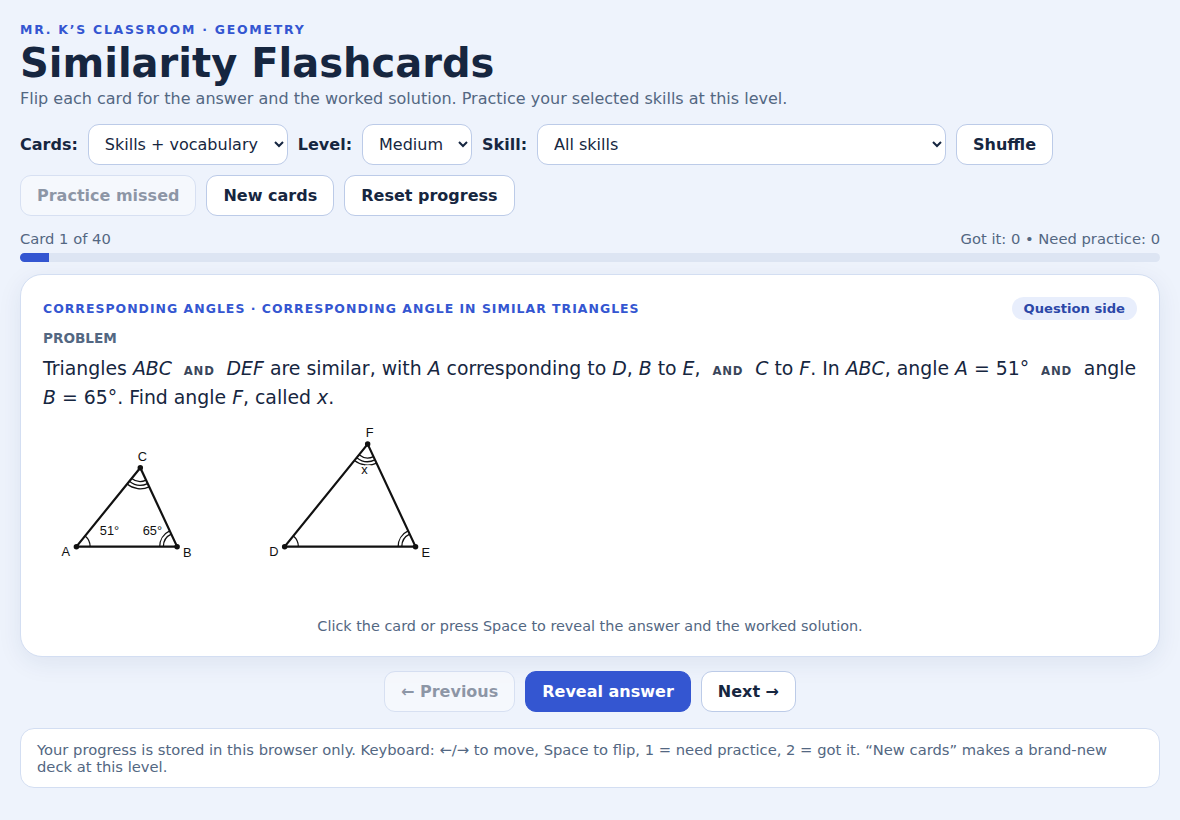 MR. K’S CLASSROOM · GEOMETRY
Similarity Flashcards
Flip each card for the answer and the worked solution. Practice your selected skills at this level.
Cards: Skills + vocabulary Level: Medium Skill: All skills Shuffle
Practice missed New cards Reset progress
Card 1 of 40 Got it: 0 • Need practice: 0
CORRESPONDING ANGLES · CORRESPONDING ANGLE IN SIMILAR TRIANGLES Question side
PROBLEM
Triangles ABC AND DEF are similar, with A corresponding to D, B to E, AND C to F. In ABC, angle A = 51° AND angle
B = 65°. Find angle F, called x.
F
C
x
51° 65°
A B D E
Click the card or press Space to reveal the answer and the worked solution.
← Previous Reveal answer Next →
Your progress is stored in this browser only. Keyboard: ←/→ to move, Space to flip, 1 = need practice, 2 = got it. “New cards” makes a brand-new
deck at this level.